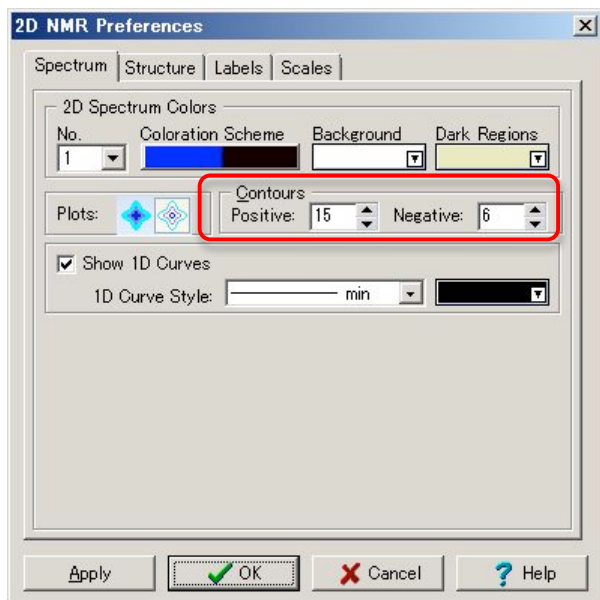 2D NMR Preferences
Spectrum Structure Labels Scales
2D Spectrum Colors
No. Coloration Scheme Background Dark Regions
1
Plots:
Contours
Positive: 15 Negative: 6
Show 1D Curves
1D Curve Style: min
Apply OK Cancel Help